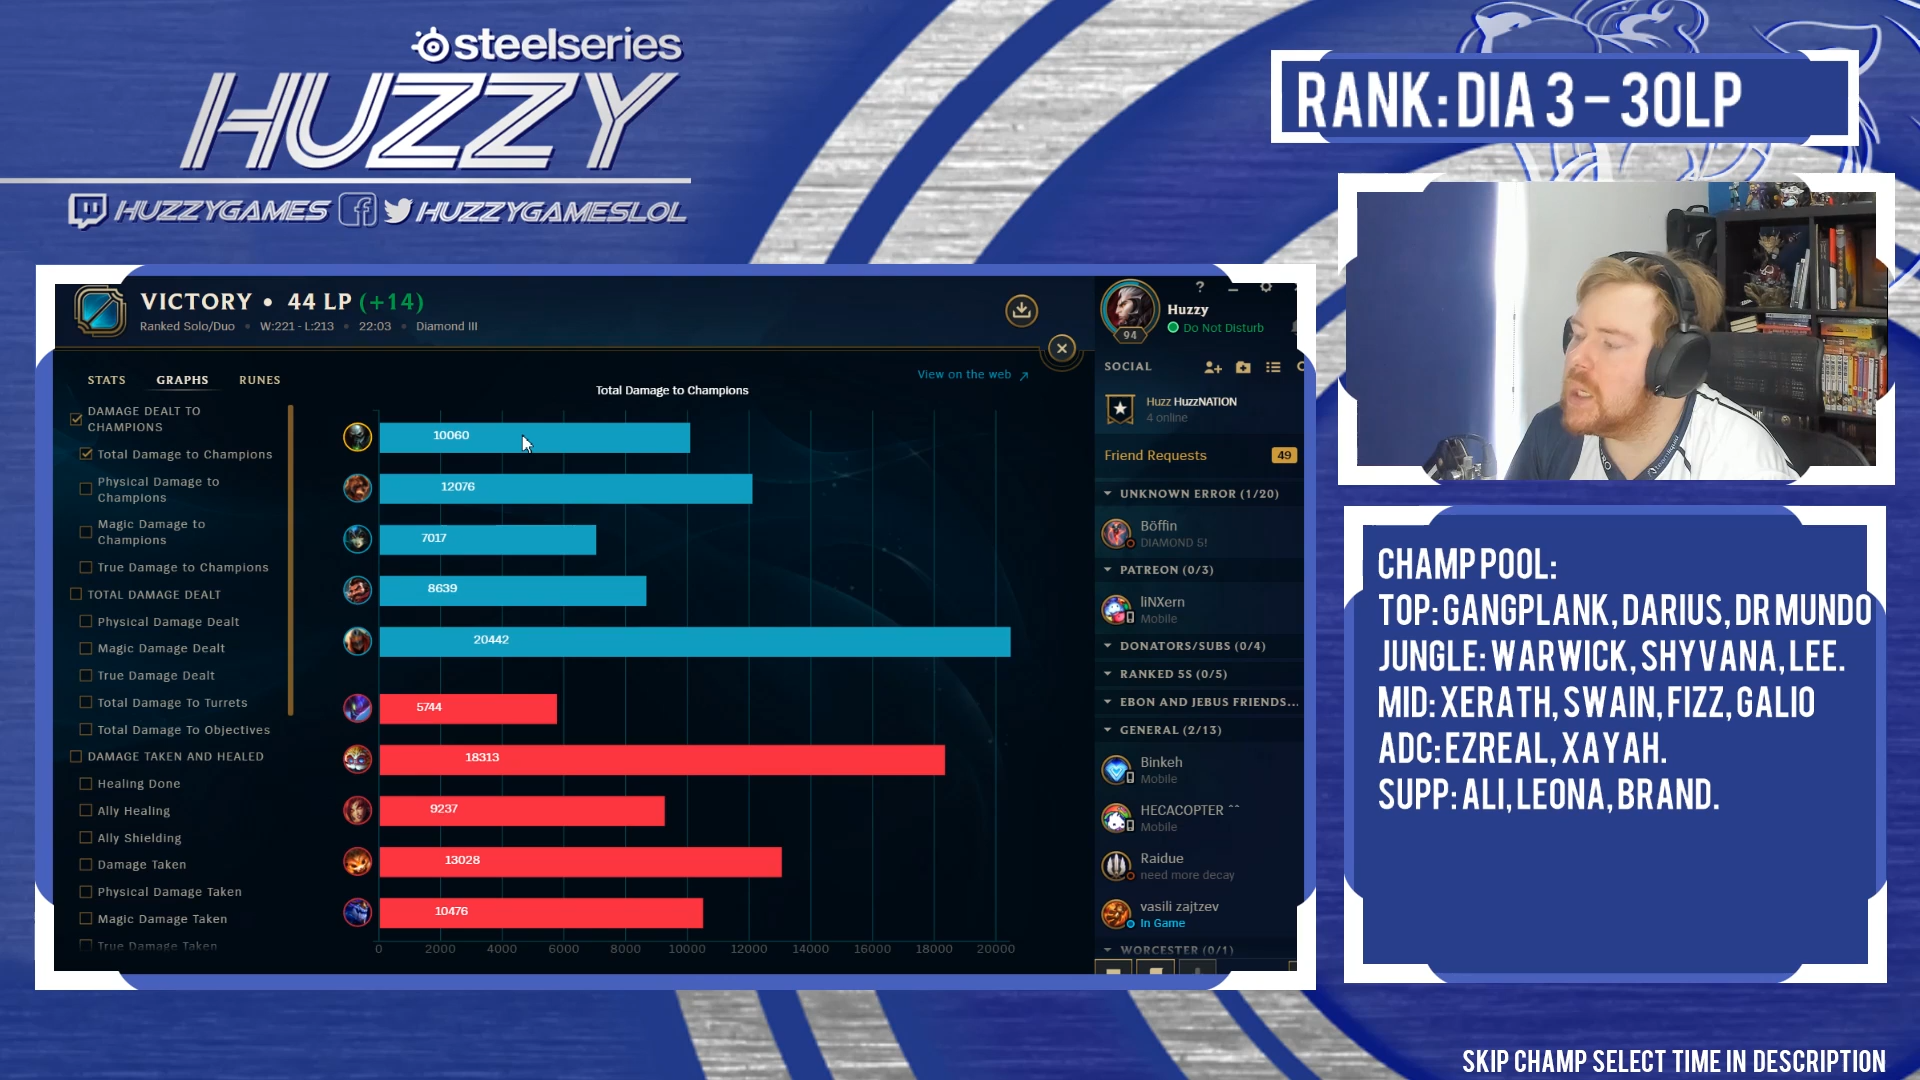 steelseries
HUZZY
HUZZYGAMES HUZZYGAMESLOL
RANK: DIA 3 - 30LP
VICTORY • 44 LP (+14)
Ranked Solo/Duo • W:221 - L:213 • 22:03 • Diamond III
STATS GRAPHS RUNES
View on the web
Total Damage to Champions
DAMAGE DEALT TO
CHAMPIONS
Total Damage to Champions
Physical Damage to
Champions
Magic Damage to
Champions
True Damage to Champions
TOTAL DAMAGE DEALT
Physical Damage Dealt
Magic Damage Dealt
True Damage Dealt
Total Damage To Turrets
Total Damage To Objectives
DAMAGE TAKEN AND HEALED
Healing Done
Ally Healing
Ally Shielding
Damage Taken
Physical Damage Taken
Magic Damage Taken
True Damage Taken
10060
12076
7017
8639
20442
5744
18313
9237
13028
10476
0 2000 4000 6000 8000 10000 12000 14000 16000 18000 20000
?
94
Huzzy
Do Not Disturb
SOCIAL
Huzz HuzzNATION
4 online
Friend Requests 49
UNKNOWN ERROR (1/20)
Böffin
DIAMOND 5!
PATREON (0/3)
liNXern
Mobile
DONATORS/SUBS (0/4)
RANKED 5S (0/5)
EBON AND JEBUS FRIENDS...
GENERAL (2/13)
Binkeh
Mobile
HECACOPTER ^^
Mobile
Raidue
need more decay
vasili zajtzev
In Game
WORCESTER (0/1)
CHAMP POOL:
TOP: GANGPLANK, DARIUS, DR MUNDO
JUNGLE: WARWICK, SHYVANA, LEE.
MID: XERATH, SWAIN, FIZZ, GALIO
ADC: EZREAL, XAYAH.
SUPP: ALI, LEONA, BRAND.
SKIP CHAMP SELECT TIME IN DESCRIPTION